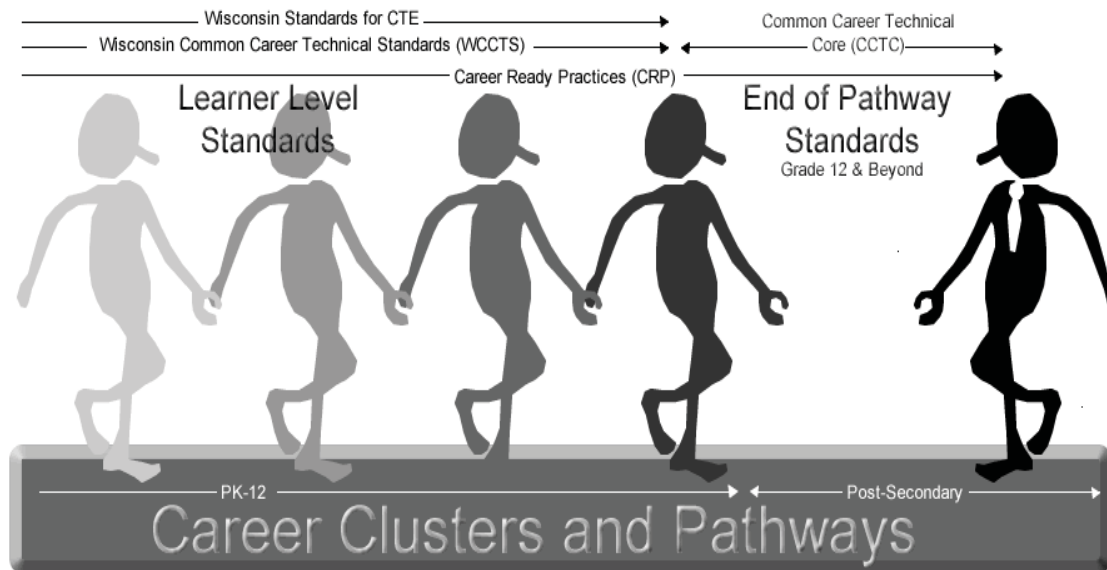 Wisconsin Standards for CTE
Common Career Technical
Wisconsin Common Career Technical Standards (WCCTS)
Core (CCTC)
Career Ready Practices (CRP)
Learner Level
Standards
End of Pathway
Standards
Grade 12 & Beyond
PK-12
Post-Secondary
Career Clusters and Pathways